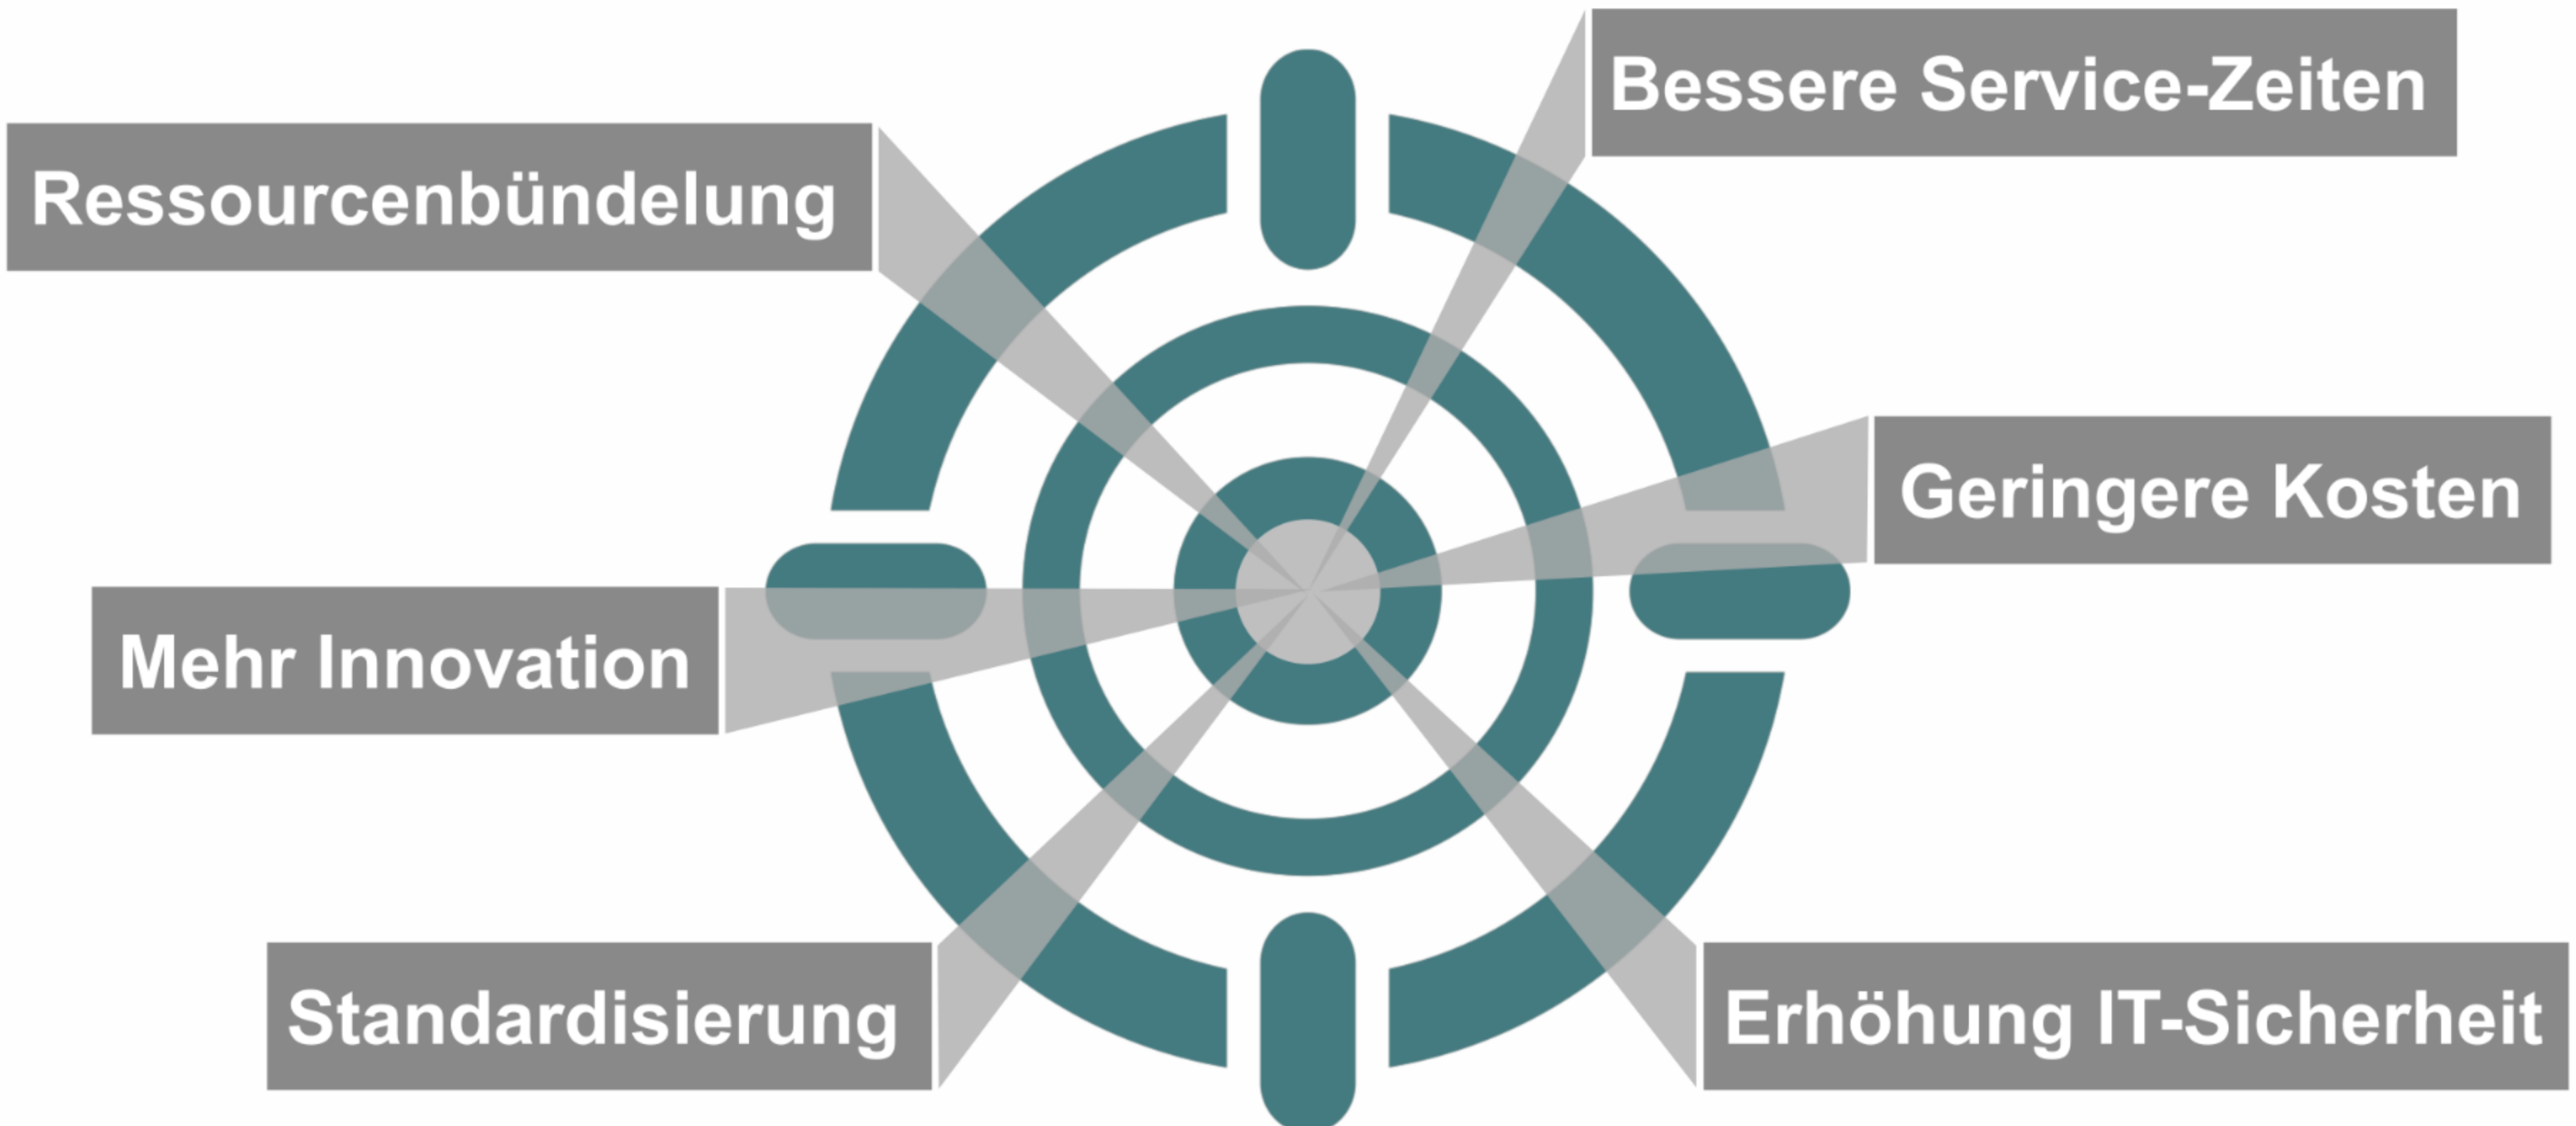 Bessere Service-Zeiten
Ressourcenbündelung
Geringere Kosten
Mehr Innovation
Standardisierung
Erhöhung IT-Sicherheit